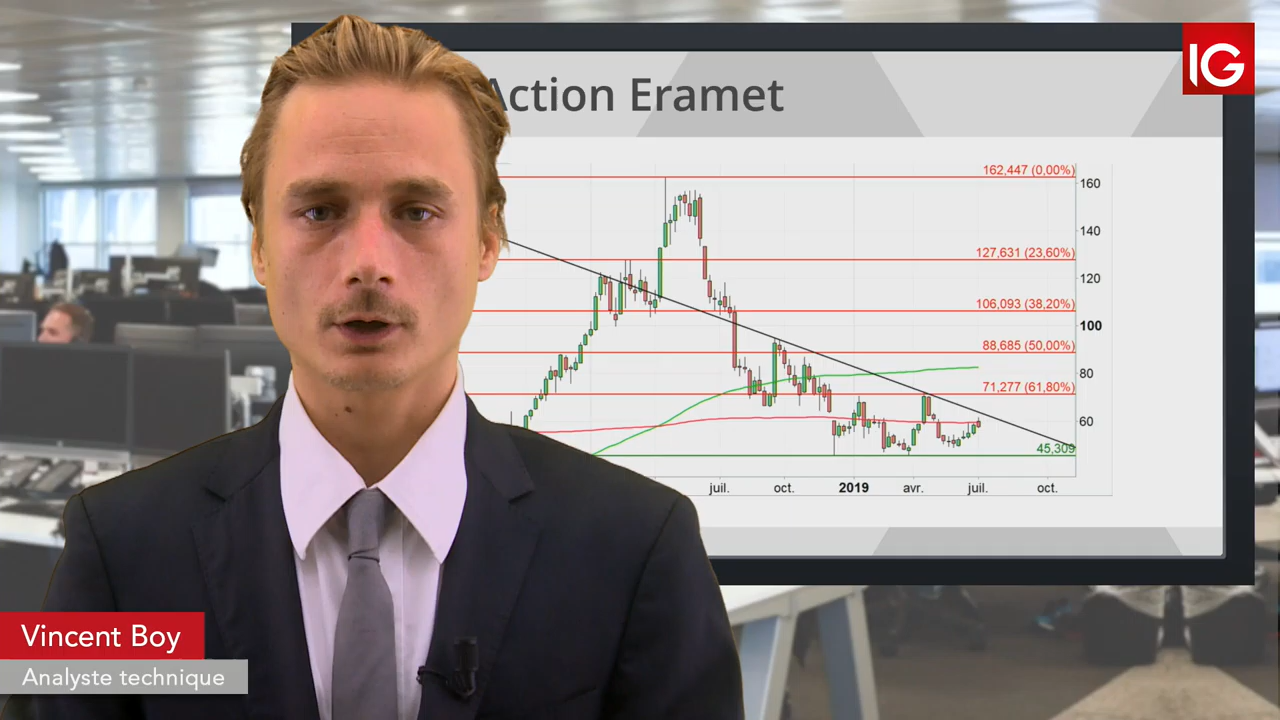 IG
Action Eramet
162,447 (0,00%)
160
140
127,631 (23,60%)
120
106,093 (38,20%)
100
88,685 (50,00%)
80
71,277 (61,80%)
60
45,309
juil.
oct.
2019
avr.
juil.
oct.
Vincent Boy
Analyste technique